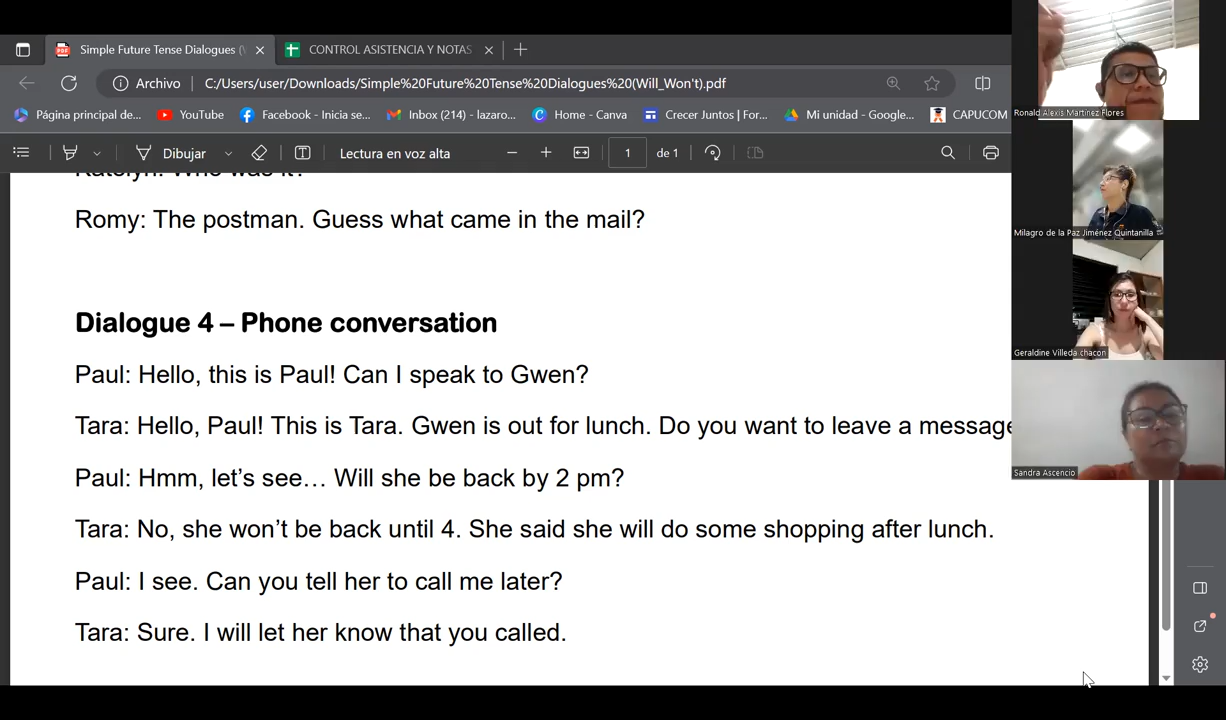 Simple Future Tense Dialogues (
CONTROL ASISTENCIA Y NOTAS
Archivo
C:/Users/user/Downloads/Simple%20Future%20Tense%20Dialogues%20(Will_Won't).pdf
Página principal de...
YouTube
Facebook - Inicia se...
Inbox (214) - lazaro...
Home - Canva
Crecer Juntos | For...
Mi unidad - Google...
CAPUCOM
Dibujar
Lectura en voz alta
1
de 1
Romy: The postman. Guess what came in the mail?
Dialogue 4 – Phone conversation
Paul: Hello, this is Paul! Can I speak to Gwen?
Tara: Hello, Paul! This is Tara. Gwen is out for lunch. Do you want to leave a message
Paul: Hmm, let's see… Will she be back by 2 pm?
Tara: No, she won't be back until 4. She said she will do some shopping after lunch.
Paul: I see. Can you tell her to call me later?
Tara: Sure. I will let her know that you called.
Ronald Alexis Martinez Flores
Milagro de la Paz Jiménez Quintanilla
Geraldine Villeda chacon
Sandra Ascencio